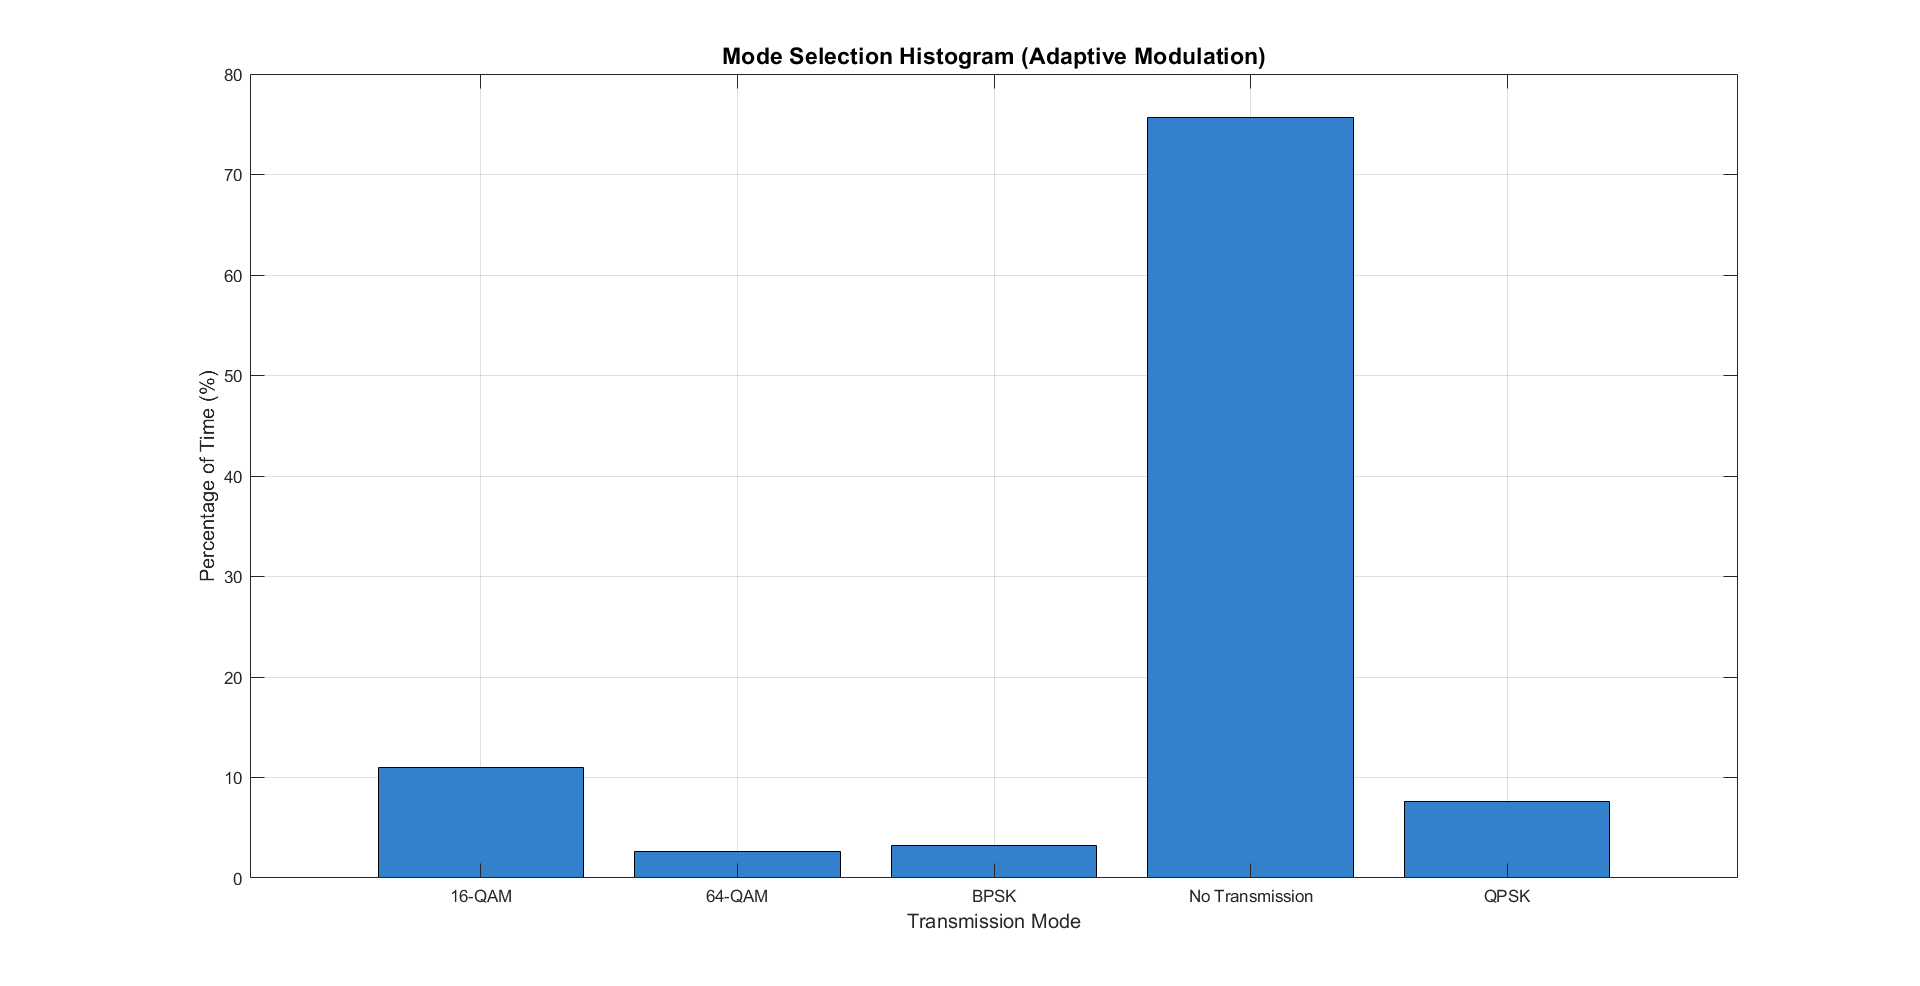 Mode Selection Histogram (Adaptive Modulation)
80
70
60
50
40
30
20
10
0
Percentage of Time (%)
16-QAM 64-QAM BPSK No Transmission QPSK
Transmission Mode